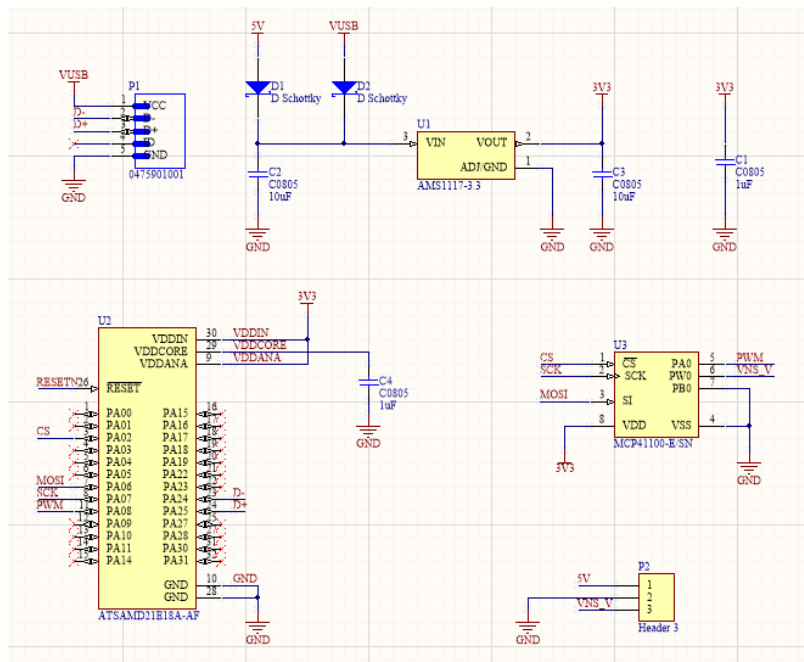 5V
VUSB
VUSB
P1
1 VCC
D- 2 D-
D+ 3 D+
4 ID
5 GND
0475901001
GND
D1
D Schottky
D2
D Schottky
C2
C0805
10uF
GND
U1
3 VIN VOUT 2
ADJ/GND 1
AMS1117-3.3
GND
3V3
C3
C0805
10uF
GND
3V3
C1
C0805
1uF
GND
3V3
U2
VDDIN 30 VDDIN
VDDCORE 29 VDDCORE
VDDANA 9 VDDANA
RESETN 26 RESET
PA00 PA15 16
PA01 PA16
CS PA02 PA17
PA03 PA18
PA04 PA19
PA05 PA22
MOSI PA06 PA23
SCK PA07 PA24 D-
PWM PA08 PA25 D+
PA09 PA27
PA10 PA28
PA11 PA30
PA14 PA31
GND 10 GND
GND 28
ATSAMD21E18A-AF
GND
C4
C0805
1uF
GND
U3
CS 1 CS PA0 5 PWM
SCK 2 SCK PW0 6 VNS_V
PB0 7
MOSI 3 SI
8 VDD VSS 4
MCP41100-E/SN
3V3
GND
P2
5V 1
2
VNS_V 3
Header 3
GND